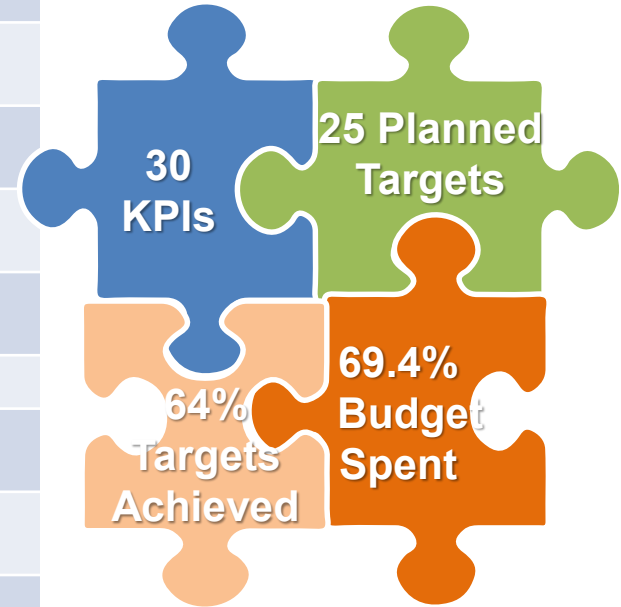 30
KPIs
25 Planned
Targets
64%
Targets
Achieved
69.4%
Budget
Spent